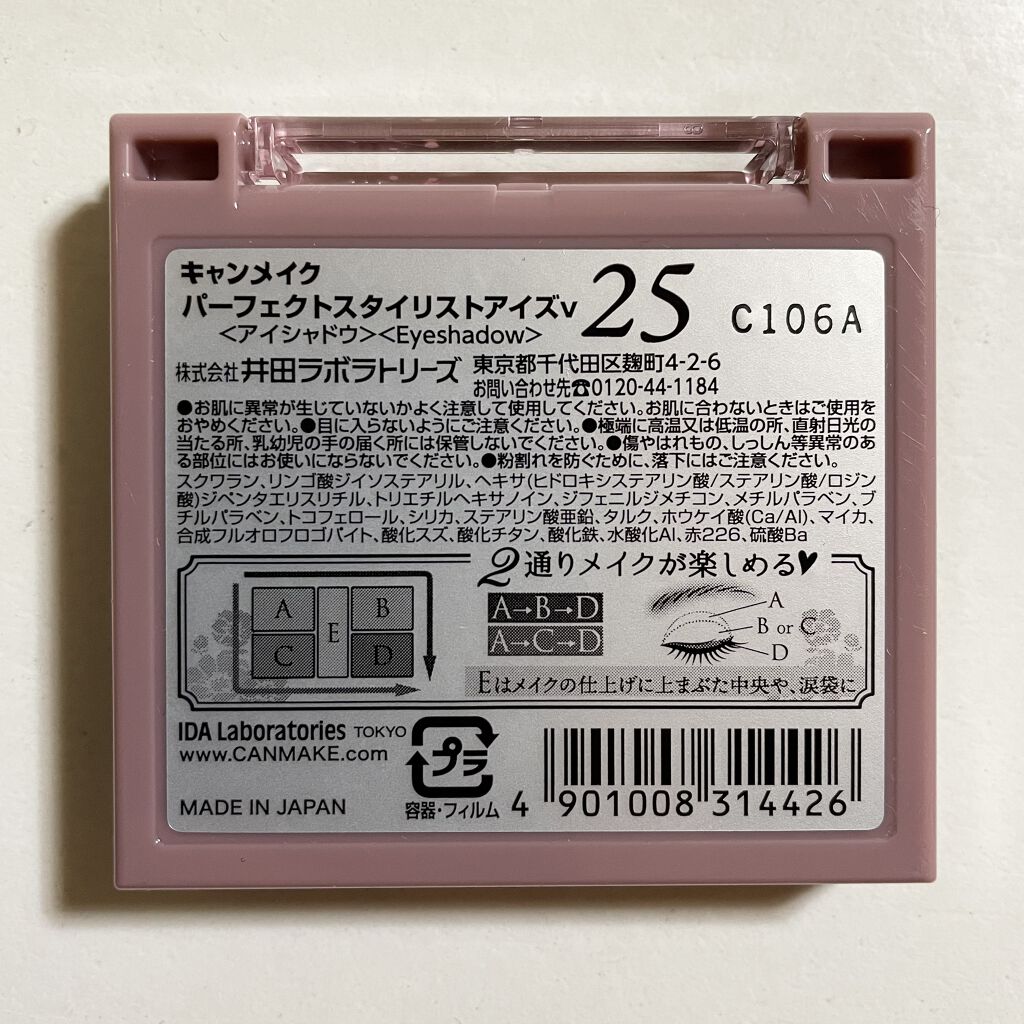 キャンメイク
パーフェクトスタイリストアイズv
25
C106A
<アイシャドウ><Eyeshadow>
株式会社 井田ラボラトリーズ
東京都千代田区麹町4-2-6
お問い合わせ先☎0120-44-1184
●お肌に異常が生じていないかよく注意して使用してください。お肌に合わないときはご使用を
おやめください。●目に入らないようにご注意ください。●極端に高温又は低温の所、直射日光の
当たる所、乳幼児の手の届く所には保管しないでください。●傷やはれもの、しっしん等異常のあ
る部位にはお使いにならないでください。●粉割れを防ぐために、落下にはご注意ください。
スクワラン、リンゴ酸ジイソステアリル、ヘキサ(ヒドロキシステアリン酸/ステアリン酸/ロジン
酸)ジペンタエリスリチル、トリエチルヘキサノイン、ジフェニルジメチコン、メチルパラベン、ブ
チルパラベン、トコフェロール、シリカ、ステアリン酸亜鉛、タルク、ホウケイ酸(Ca/Al)、マイカ、
合成フルオロフロゴパイト、酸化スズ、酸化チタン、酸化鉄、水酸化Al、赤226、硫酸Ba
2通りメイクが楽しめる♥
A B
E
C D
A→B→D
A→C→D
A
B or C
D
Eはメイクの仕上げに上まぶた中央や、涙袋に
IDA Laboratories TOKYO
www.CANMAKE.com
MADE IN JAPAN
プラ
容器・フィルム
4 901008 314426